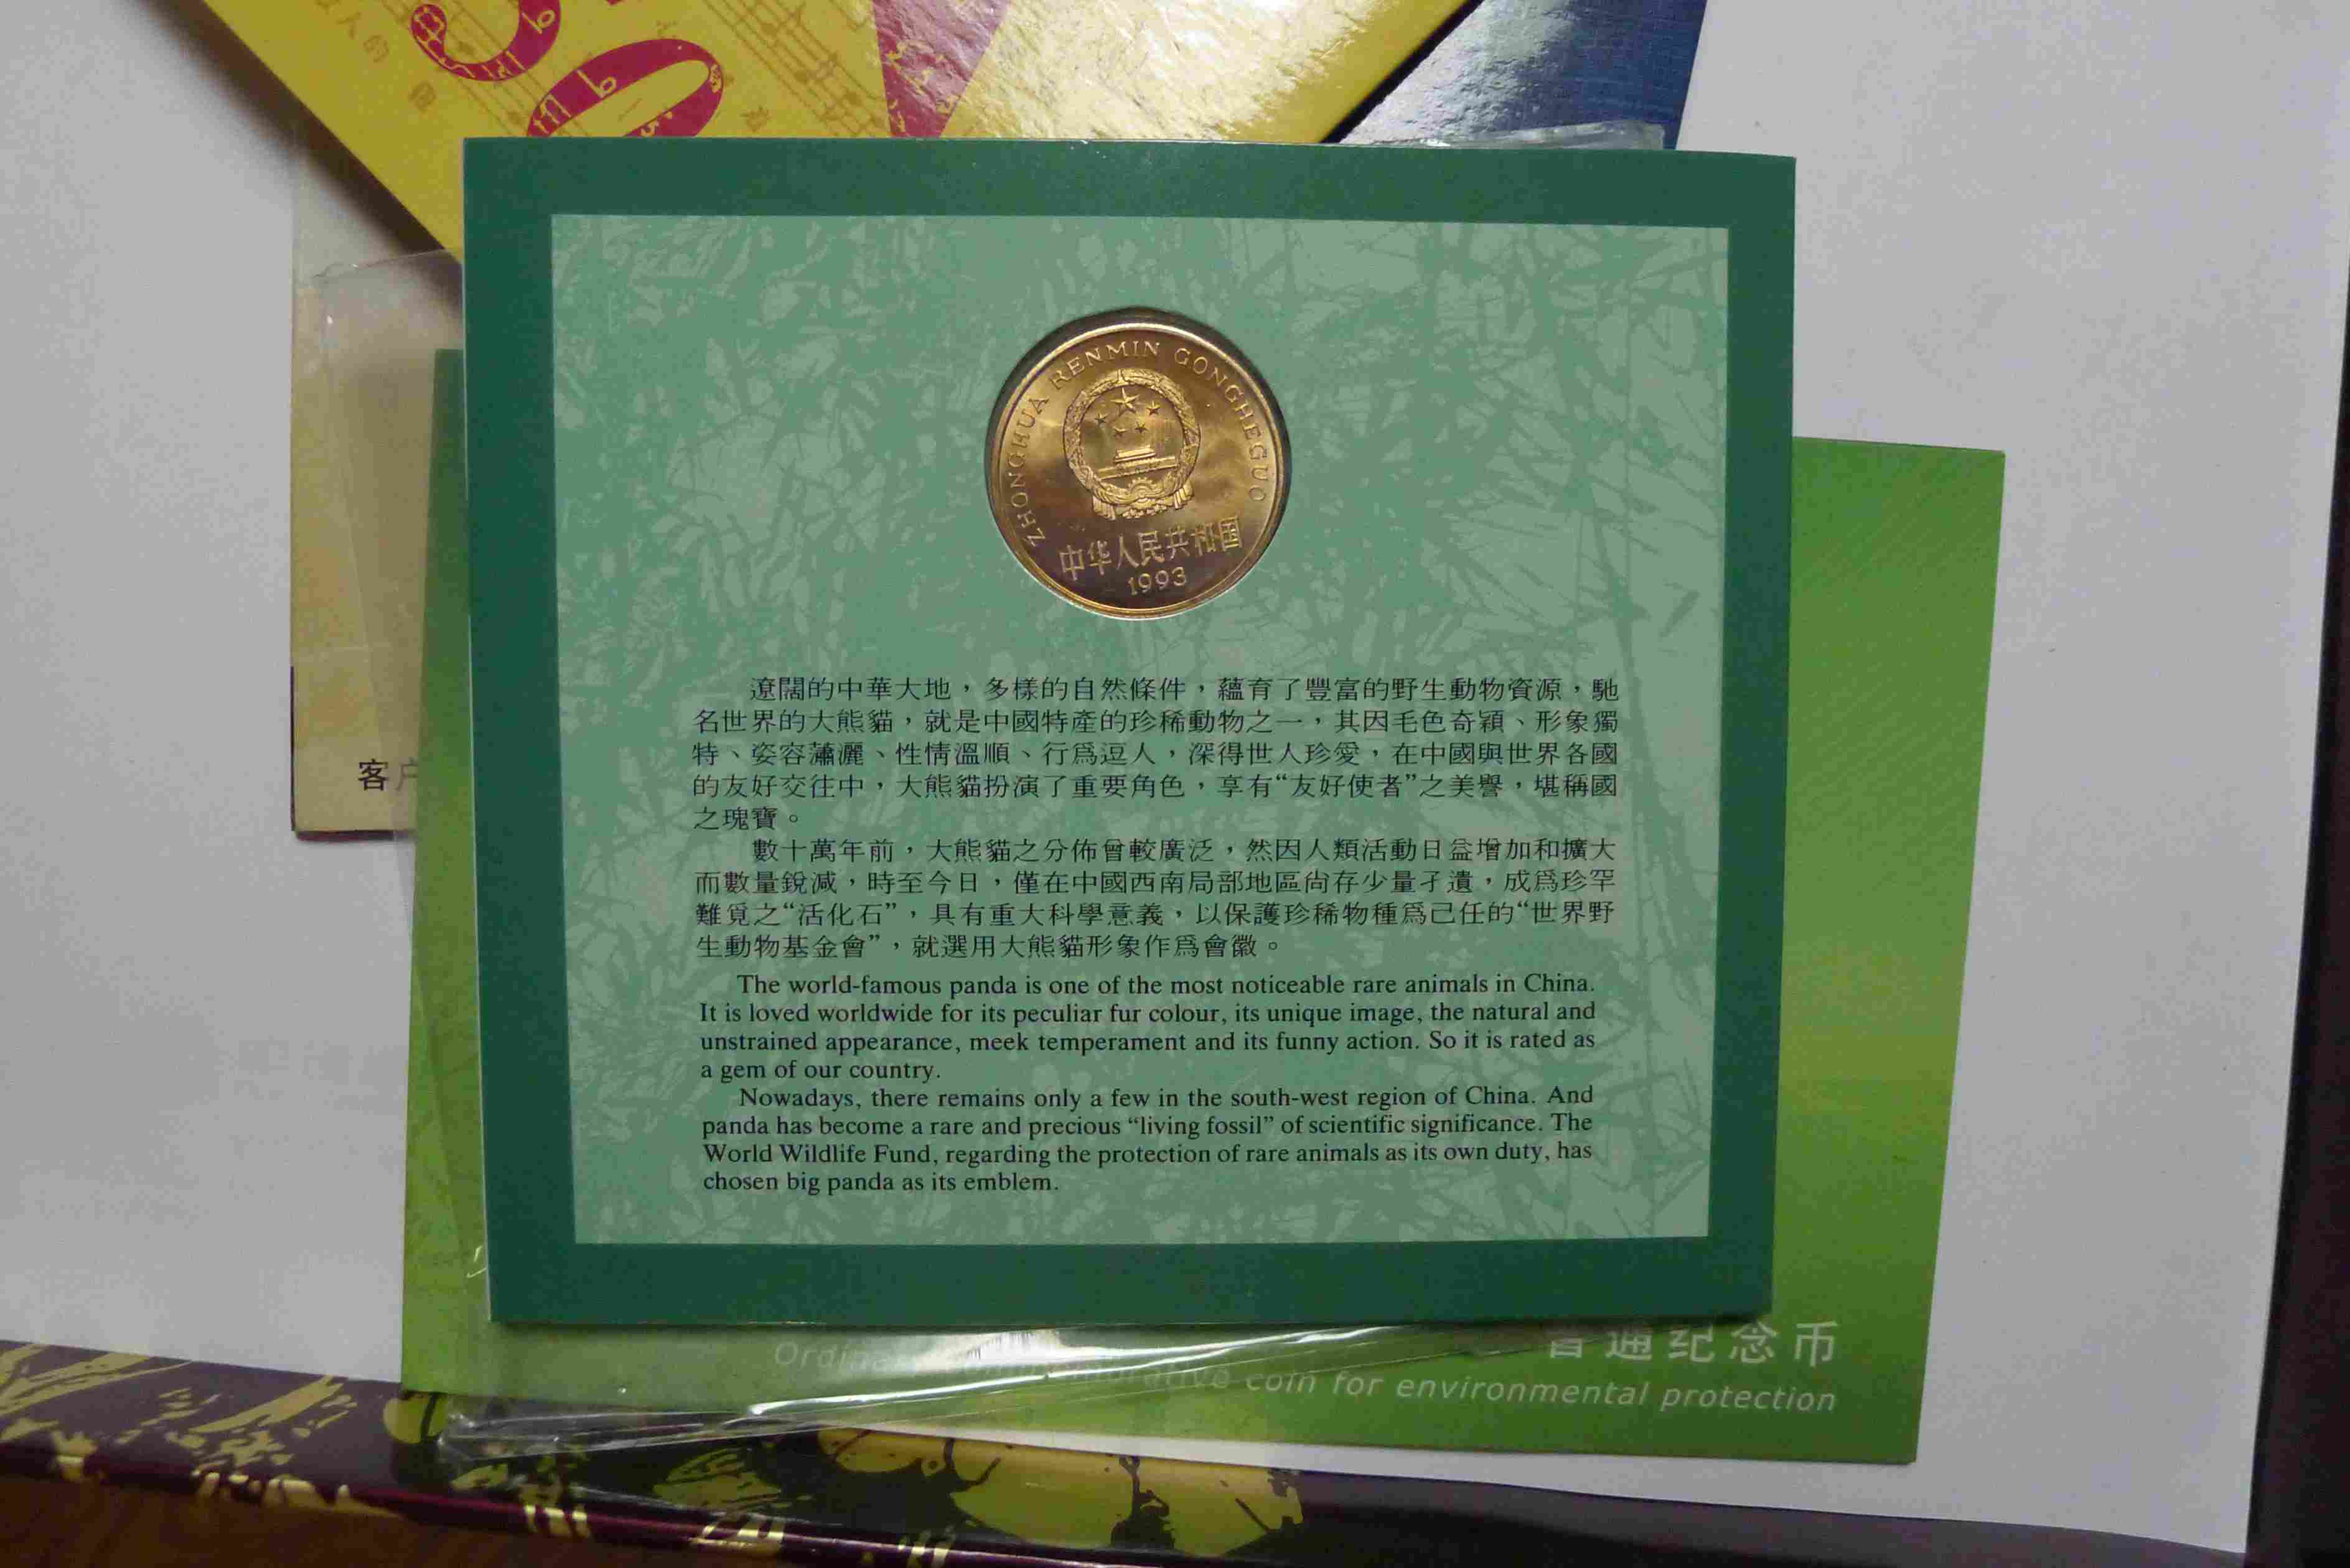 客户
ZHONGHUA RENMIN GONGHEGUO
中华人民共和国
1993
遼闊的中華大地，多樣的自然條件，蘊育了豐富的野生動物資源，馳
名世界的大熊貓，就是中國特產的珍稀動物之一，其因毛色奇穎、形象獨
特、姿容蕭灑、性情溫順、行爲逗人，深得世人珍愛，在中國與世界各國
的友好交往中，大熊貓扮演了重要角色，享有“友好使者”之美譽，堪稱國
之瑰寶。
數十萬年前，大熊貓之分佈曾較廣泛，然因人類活動日益增加和擴大
而數量銳減，時至今日，僅在中國西南局部地區尚存少量孑遺，成爲珍罕
難覓之“活化石”，具有重大科學意義，以保護珍稀物種爲己任的“世界野
生動物基金會”，就選用大熊貓形象作爲會徽。
The world-famous panda is one of the most noticeable rare animals in China.
It is loved worldwide for its peculiar fur colour, its unique image, the natural and
unstrained appearance, meek temperament and its funny action. So it is rated as
a gem of our country.
Nowadays, there remains only a few in the south-west region of China. And
panda has become a rare and precious “living fossil” of scientific significance. The
World Wildlife Fund, regarding the protection of rare animals as its own duty, has
chosen big panda as its emblem.
普通纪念币
Ordinary commemorative coin for environmental protection